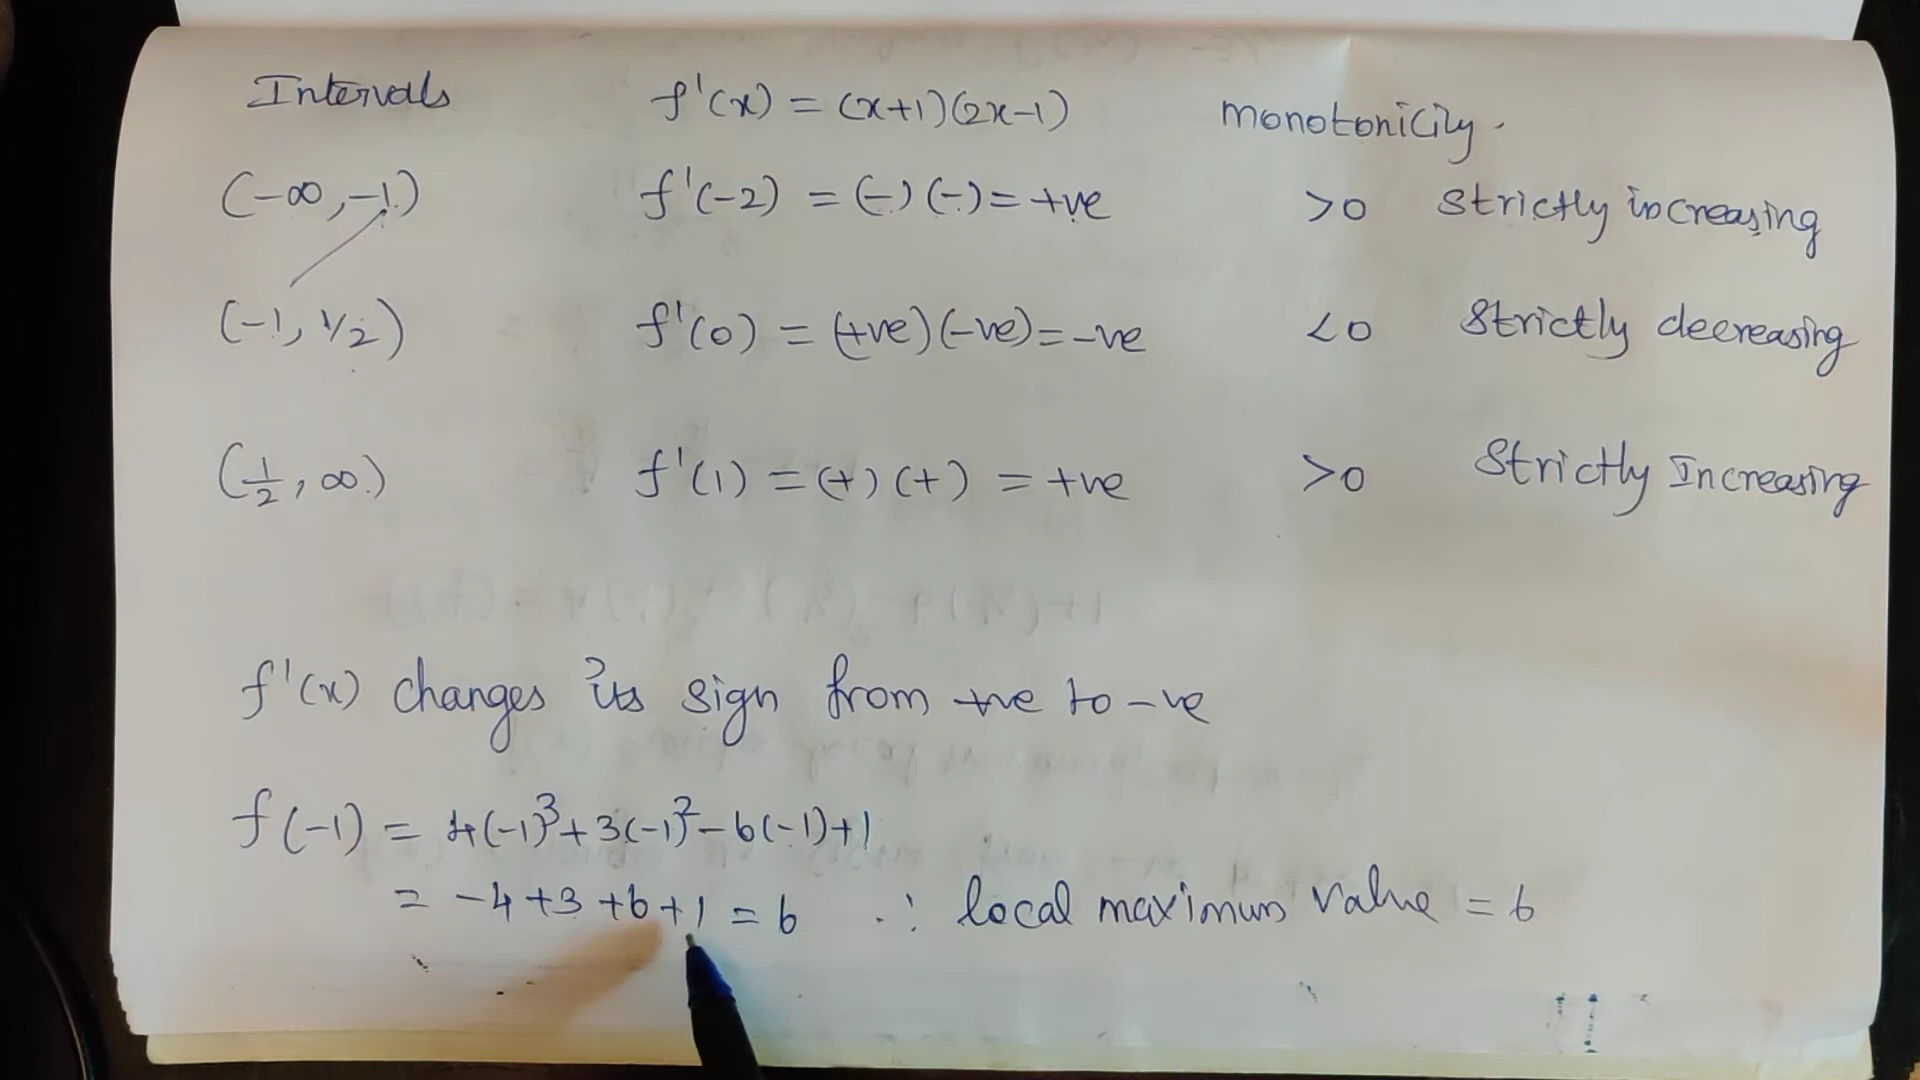 Intervals f'(x) = (x+1)(2x-1) monotonicity.
(-∞, -1) f'(-2) = (-) (-) = +ve >0 Strictly increasing
(-1, 1/2) f'(0) = (+ve) (-ve) = -ve <0 Strictly decreasing
(1/2, ∞) f'(1) = (+) (+) = +ve >0 Strictly Increasing
f'(x) changes its sign from +ve to -ve
f(-1) = 4(-1)³+3(-1)²-6(-1)+1
= -4+3+6+1 = 6 ∴ local maximum value = 6